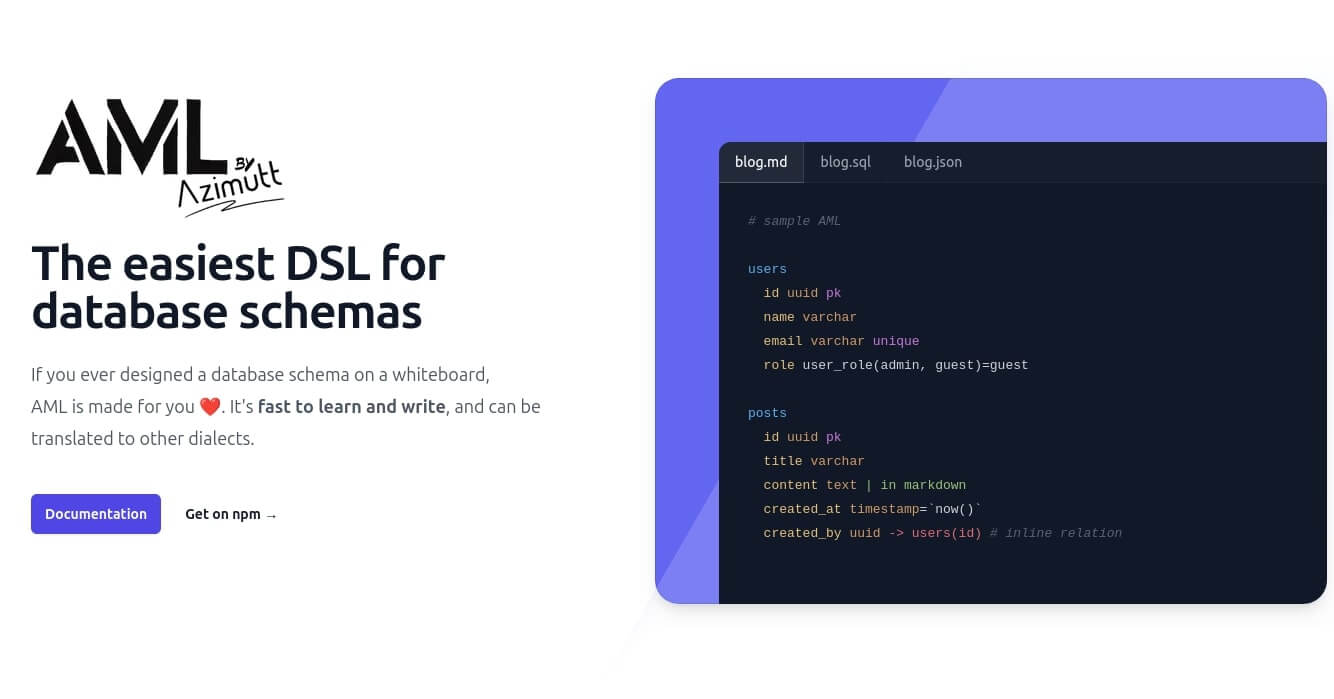 AML
BY
Azimutt
The easiest DSL for
database schemas
If you ever designed a database schema on a whiteboard,
AML is made for you ❤️. It's fast to learn and write, and can be
translated to other dialects.
Documentation
Get on npm →
blog.md
blog.sql
blog.json
# sample AML
users
id uuid pk
name varchar
email varchar unique
role user_role(admin, guest)=guest
posts
id uuid pk
title varchar
content text | in markdown
created_at timestamp=`now()`
created_by uuid -> users(id) # inline relation